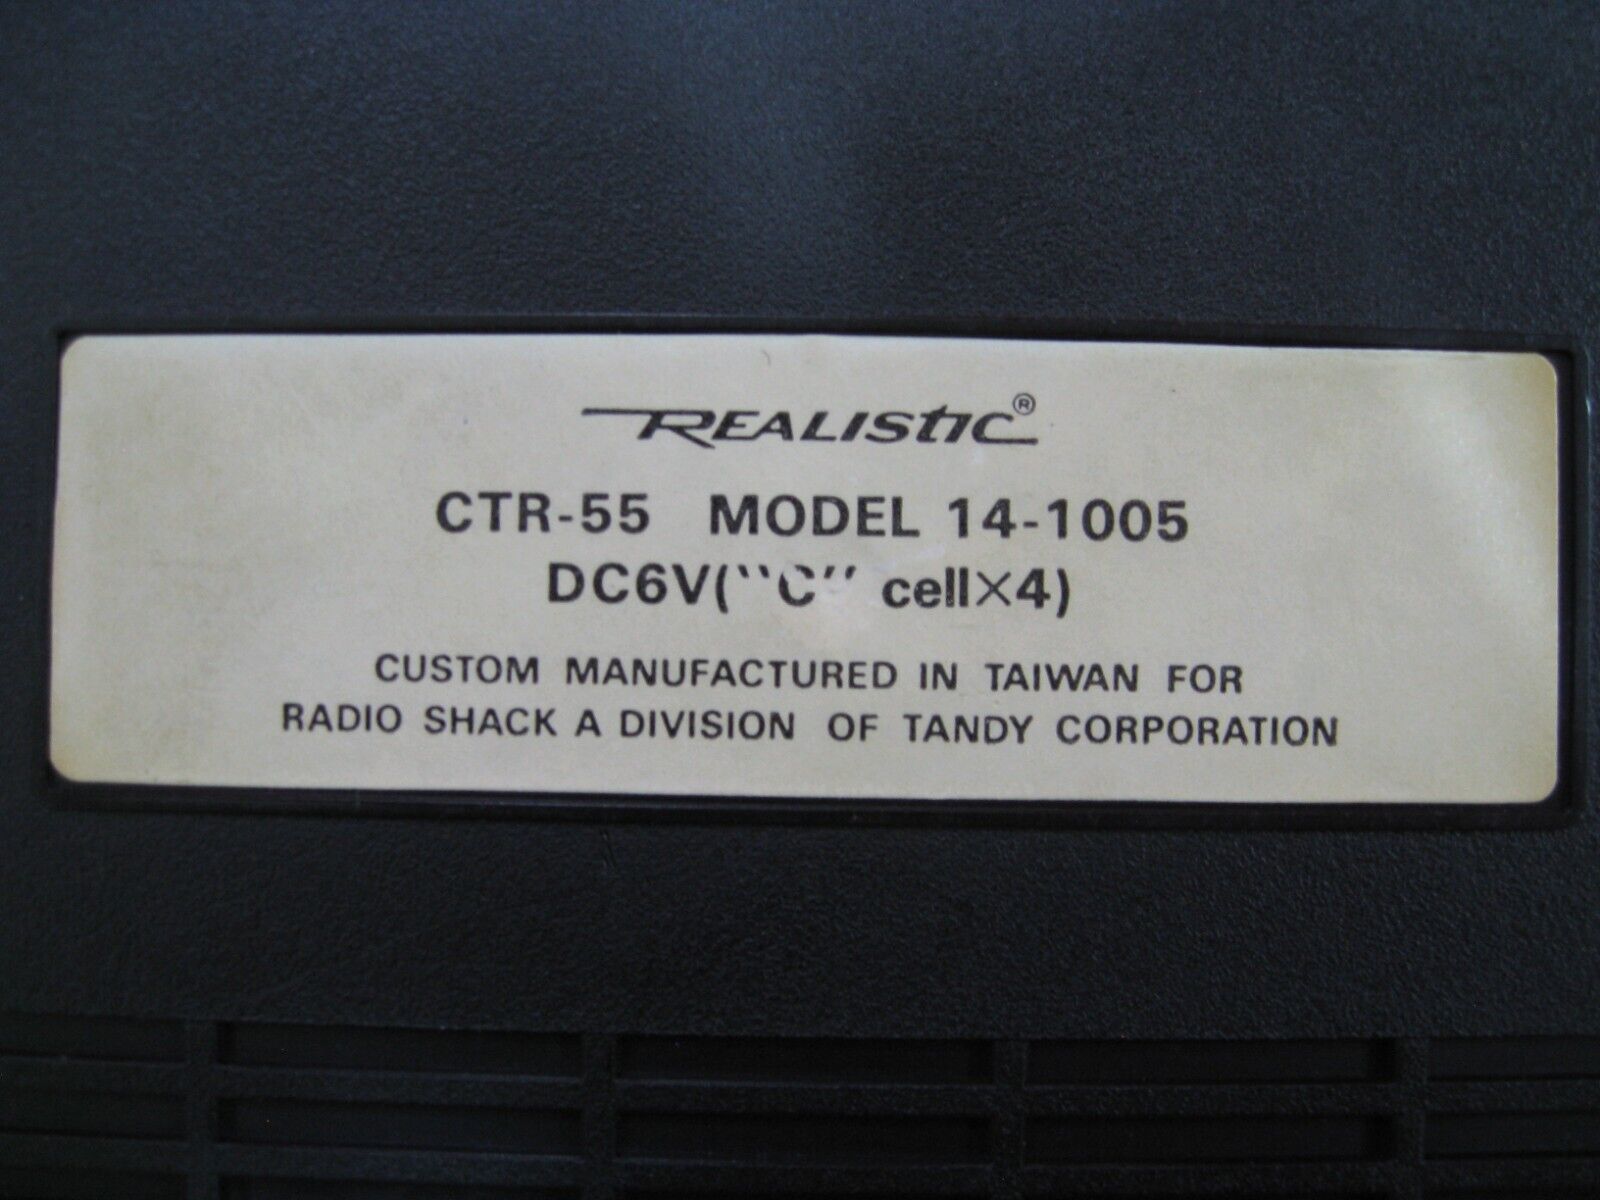 REALISTIC®
CTR-55 MODEL 14-1005
DC6V(``C'' cell×4)
CUSTOM MANUFACTURED IN TAIWAN FOR
RADIO SHACK A DIVISION OF TANDY CORPORATION